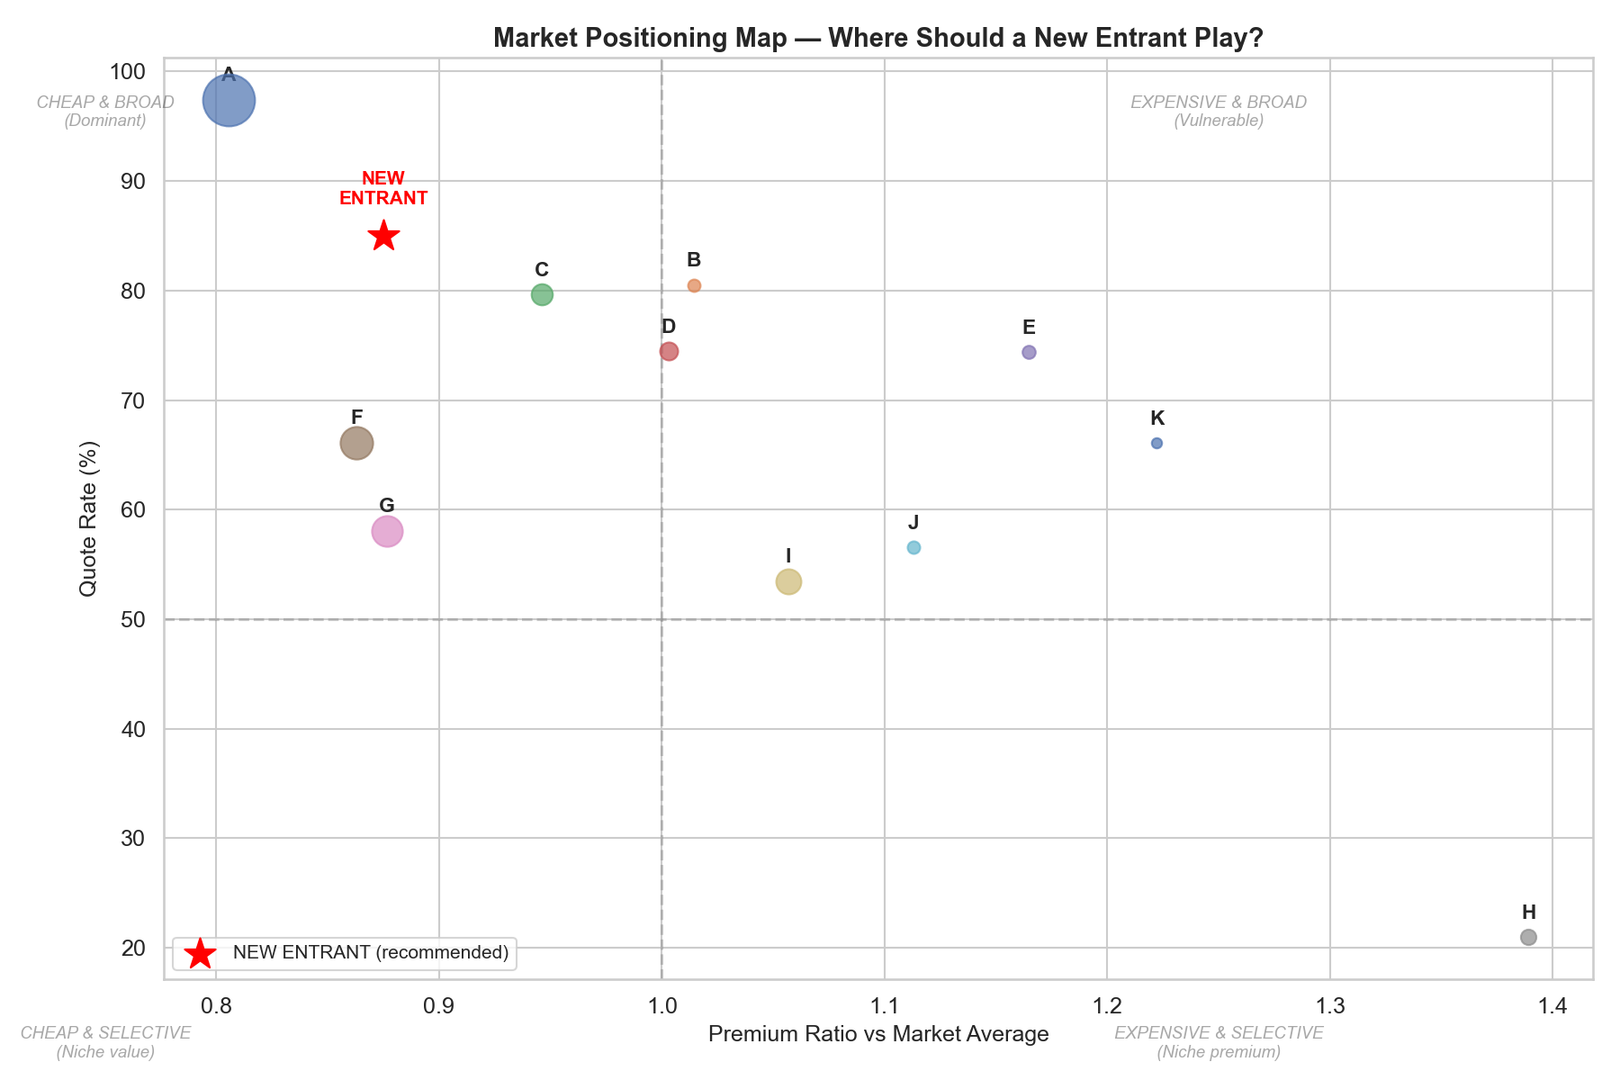 Market Positioning Map — Where Should a New Entrant Play?
100
90
80
70
60
50
40
30
20
Quote Rate (%)
A
CHEAP & BROAD
(Dominant)
EXPENSIVE & BROAD
(Vulnerable)
NEW
ENTRANT
C
B
D
E
F
K
G
J
I
H
NEW ENTRANT (recommended)
0.8
0.9
1.0
1.1
1.2
1.3
1.4
Premium Ratio vs Market Average
CHEAP & SELECTIVE
(Niche value)
EXPENSIVE & SELECTIVE
(Niche premium)